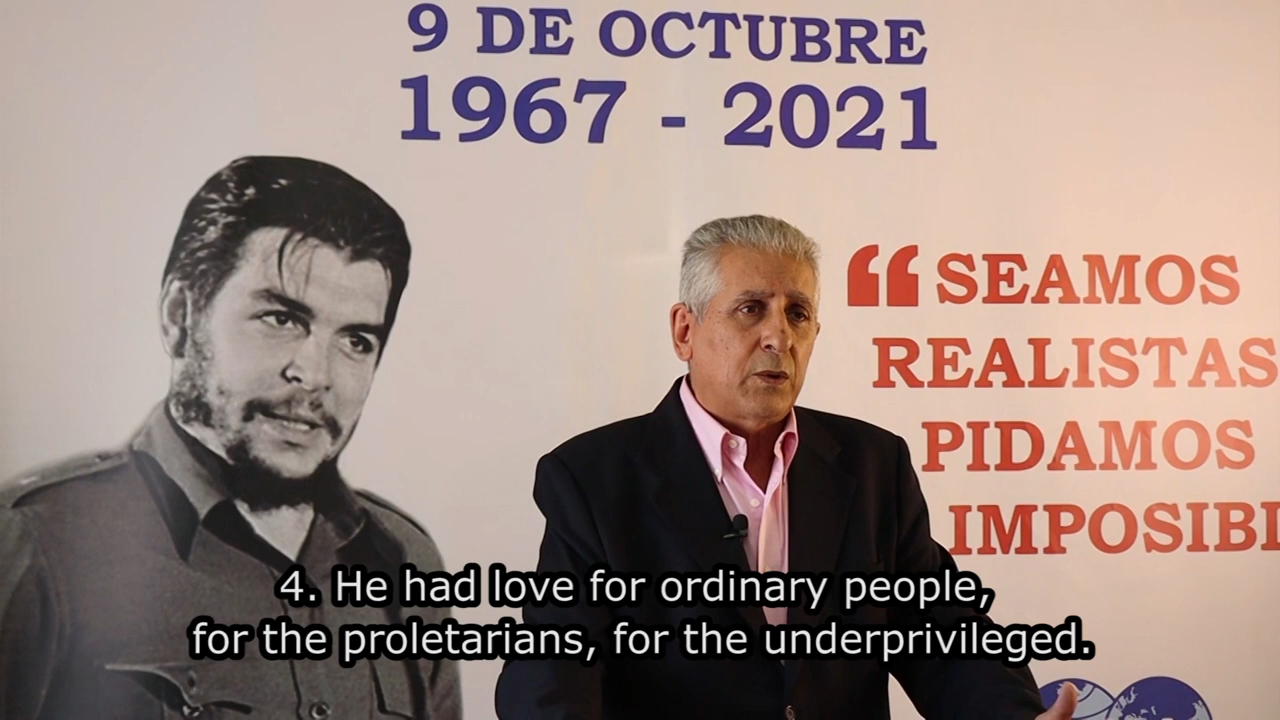 9 DE OCTUBRE
1967 - 2021
“ SEAMOS
REALISTAS
PIDAMOS
IMPOSIBL
4. He had love for ordinary people,
for the proletarians, for the underprivileged.